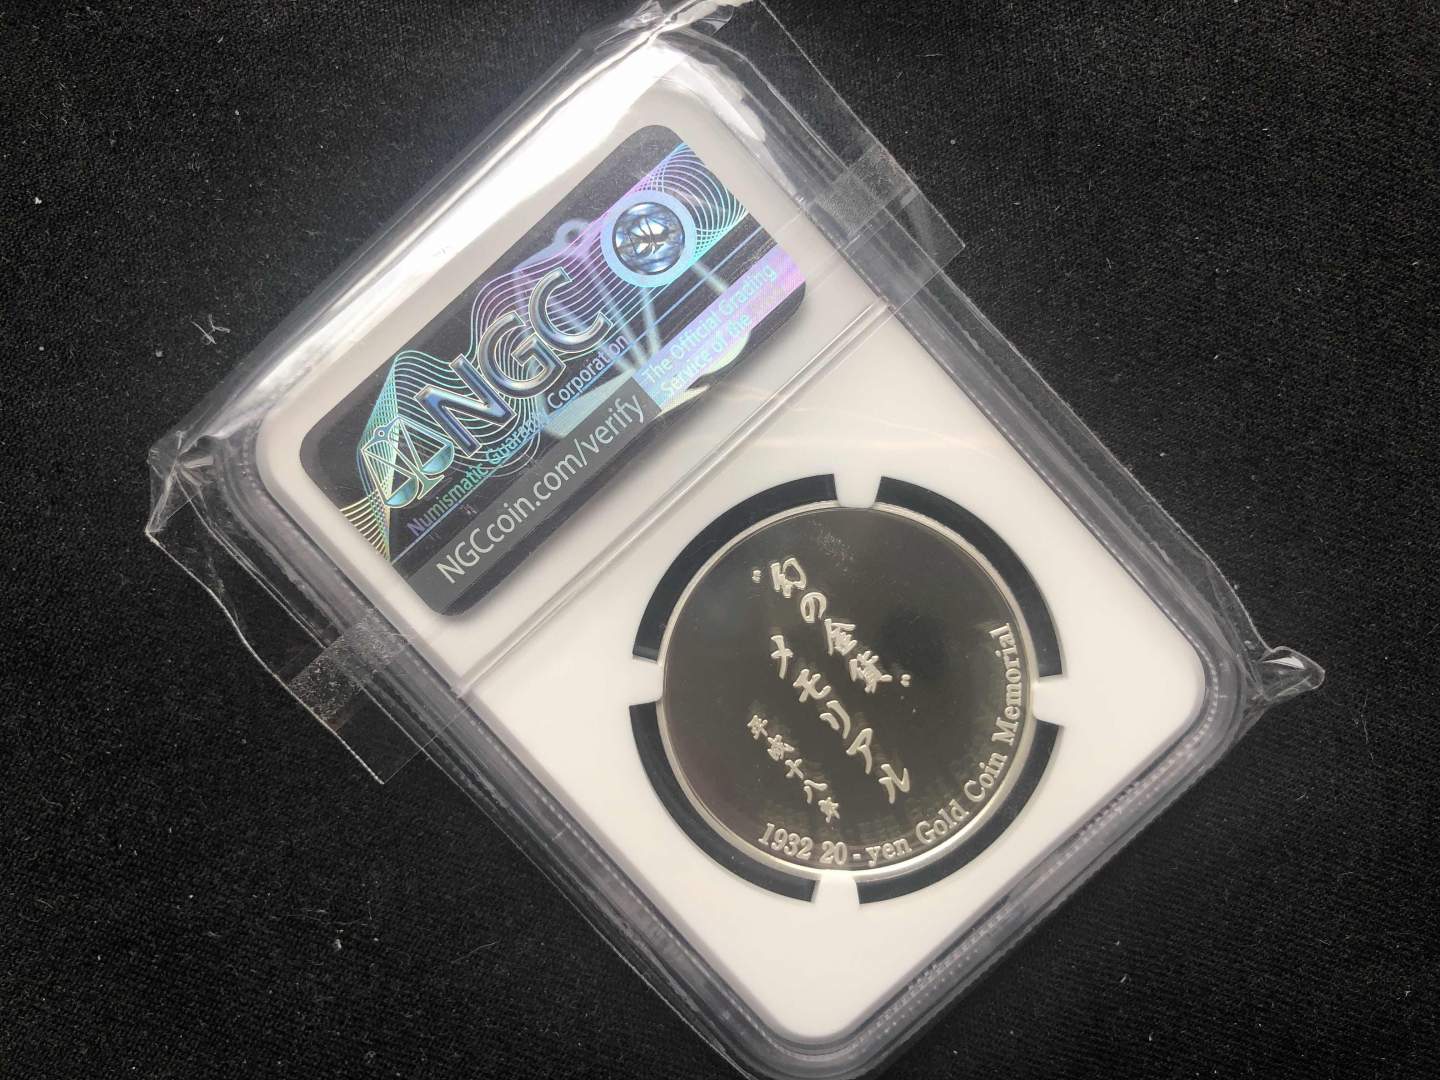 NGC
Numismatic Guaranty Corporation
The Official Grading
Service of the
NGCcoin.com/verify
"幻の金貨"
メモリアル
平成十八年
1932 20-yen Gold Coin Memorial